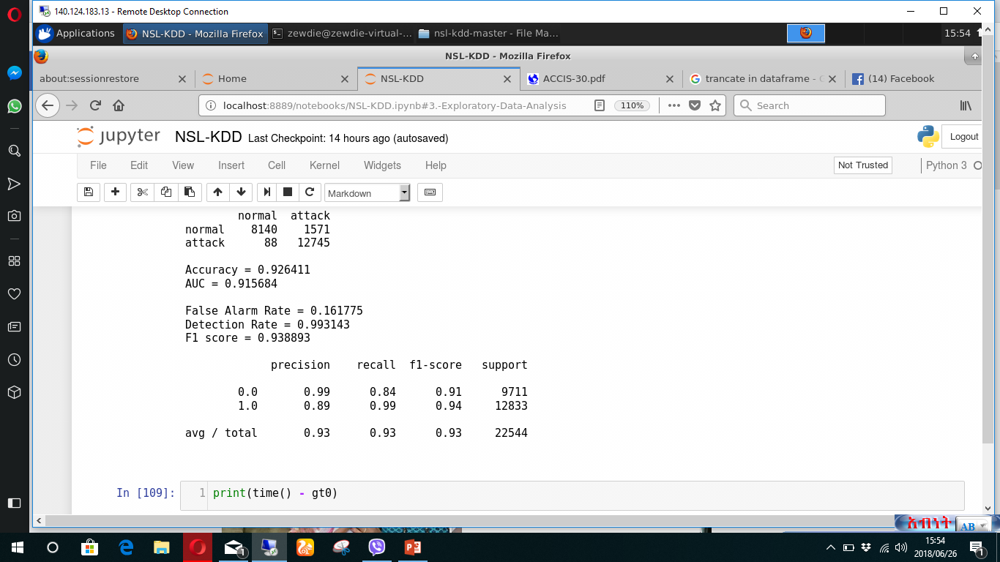 140.124.183.13 - Remote Desktop Connection
Applications NSL-KDD - Mozilla Firefox zewdie@zewdie-virtual-... nsl-kdd-master - File Ma... 15:54
NSL-KDD - Mozilla Firefox
about:sessionrestore Home NSL-KDD ACCIS-30.pdf trancate in dataframe - Facebook (14) Facebook
localhost:8889/notebooks/NSL-KDD.ipynb#3.-Exploratory-Data-Analysis 110% Search
jupyter NSL-KDD Last Checkpoint: 14 hours ago (autosaved) Logout
File Edit View Insert Cell Kernel Widgets Help Not Trusted Python 3
Markdown
normal attack
normal 8140 1571
attack 88 12745
Accuracy = 0.926411
AUC = 0.915684
False Alarm Rate = 0.161775
Detection Rate = 0.993143
F1 score = 0.938893
precision recall f1-score support
0.0 0.99 0.84 0.91 9711
1.0 0.89 0.99 0.94 12833
avg / total 0.93 0.93 0.93 22544
In [109]: 1 print(time() - gt0)
አብነት AB
1 15:54
2018/06/26 1